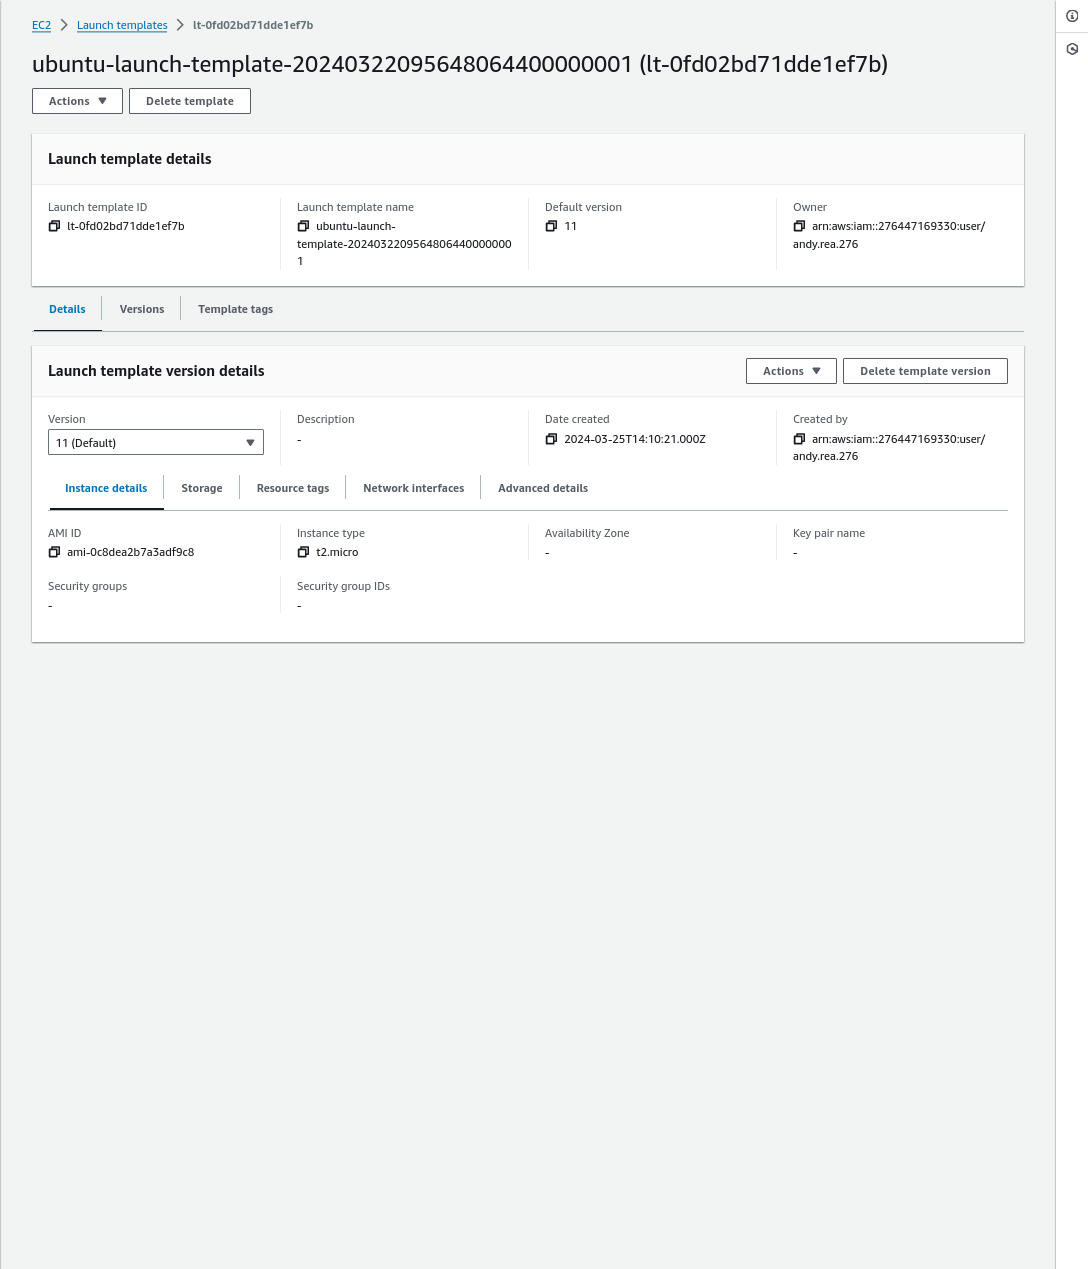 EC2 > Launch templates > lt-0fd02bd71dde1ef7b
ubuntu-launch-template-20240322095648064400000001 (lt-0fd02bd71dde1ef7b)
Actions ▼ Delete template
Launch template details
Launch template ID
lt-0fd02bd71dde1ef7b
Launch template name
ubuntu-launch-
template-2024032209564806440000000
1
Default version
11
Owner
arn:aws:iam::276447169330:user/
andy.rea.276
Details Versions Template tags
Launch template version details
Actions ▼ Delete template version
Version
11 (Default)
Description
-
Date created
2024-03-25T14:10:21.000Z
Created by
arn:aws:iam::276447169330:user/
andy.rea.276
Instance details Storage Resource tags Network interfaces Advanced details
AMI ID
ami-0c8dea2b7a3adf9c8
Instance type
t2.micro
Availability Zone
-
Key pair name
-
Security groups
-
Security group IDs
-